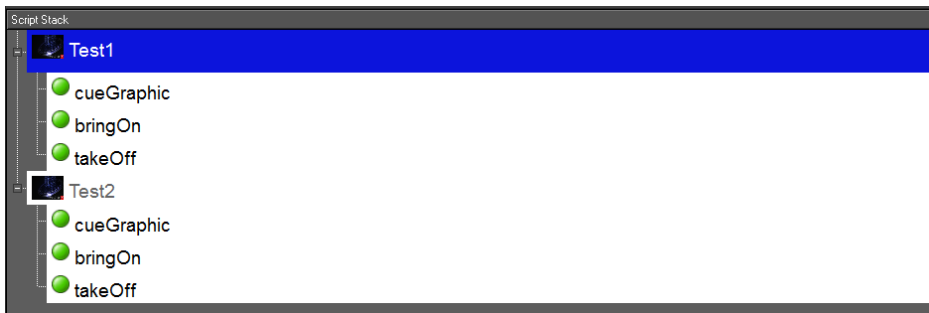 Script Stack
Test1
cueGraphic
bringOn
takeOff
Test2
cueGraphic
bringOn
takeOff